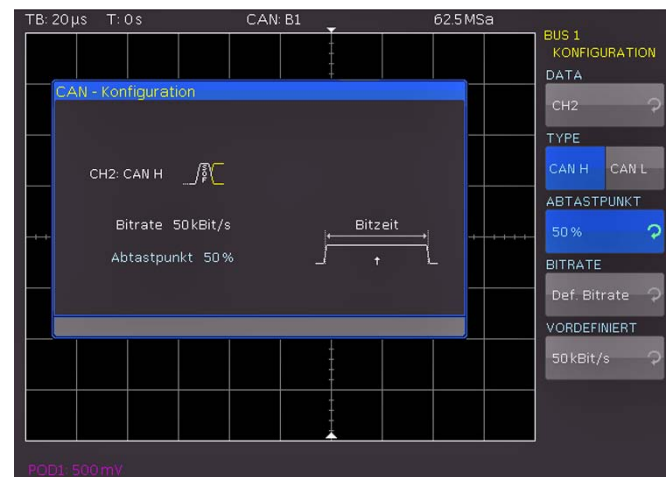 TB: 20µs T: 0s CAN: B1 62.5MSa
BUS 1
KONFIGURATION
DATA
CH2
TYPE
CAN H CAN L
ABTASTPUNKT
50%
BITRATE
Def. Bitrate
VORDEFINIERT
50kBit/s
CAN - Konfiguration
CH2: CAN H SOF
Bitrate 50kBit/s
Abtastpunkt 50%
Bitzeit
POD1: 500mV